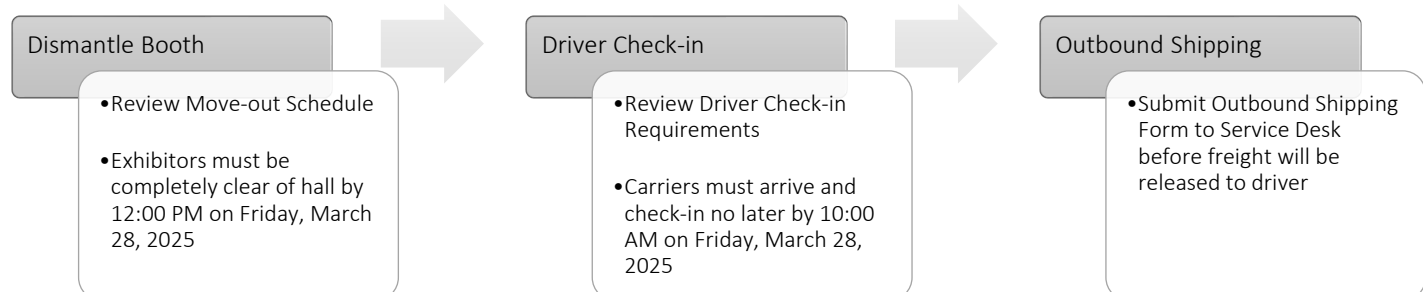 Dismantle Booth
•Review Move-out Schedule
•Exhibitors must be
completely clear of hall by
12:00 PM on Friday, March
28, 2025
Driver Check-in
•Review Driver Check-in
Requirements
•Carriers must arrive and
check-in no later by 10:00
AM on Friday, March 28,
2025
Outbound Shipping
•Submit Outbound Shipping
Form to Service Desk
before freight will be
released to driver